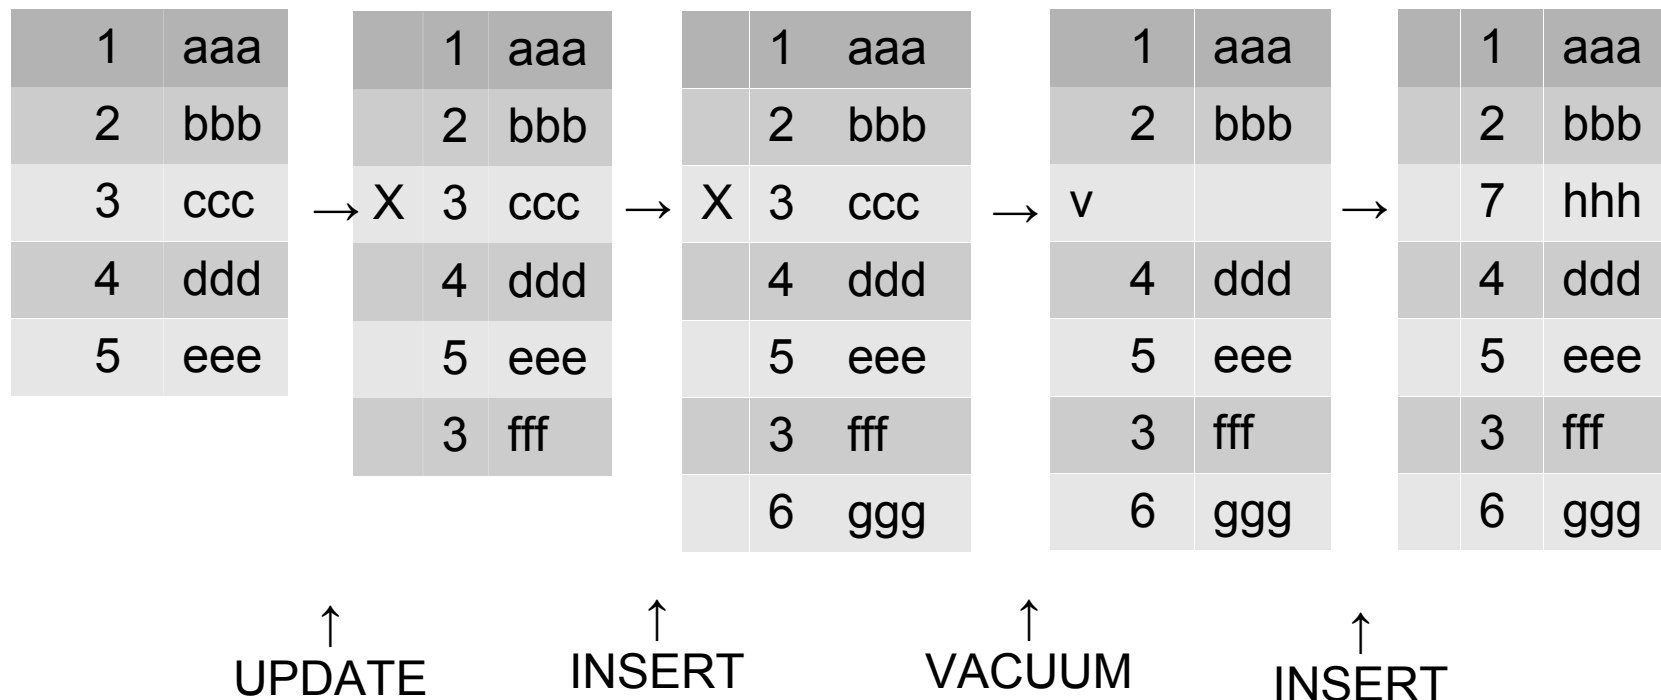 1 aaa 1 aaa 1 aaa 1 aaa 1 aaa
2 bbb 2 bbb 2 bbb 2 bbb 2 bbb
3 ccc → X 3 ccc → X 3 ccc → v → 7 hhh
4 ddd 4 ddd 4 ddd 4 ddd 4 ddd
5 eee 5 eee 5 eee 5 eee 5 eee
3 fff 3 fff 3 fff 3 fff
6 ggg 6 ggg 6 ggg
↑ ↑ ↑ ↑
UPDATE INSERT VACUUM INSERT